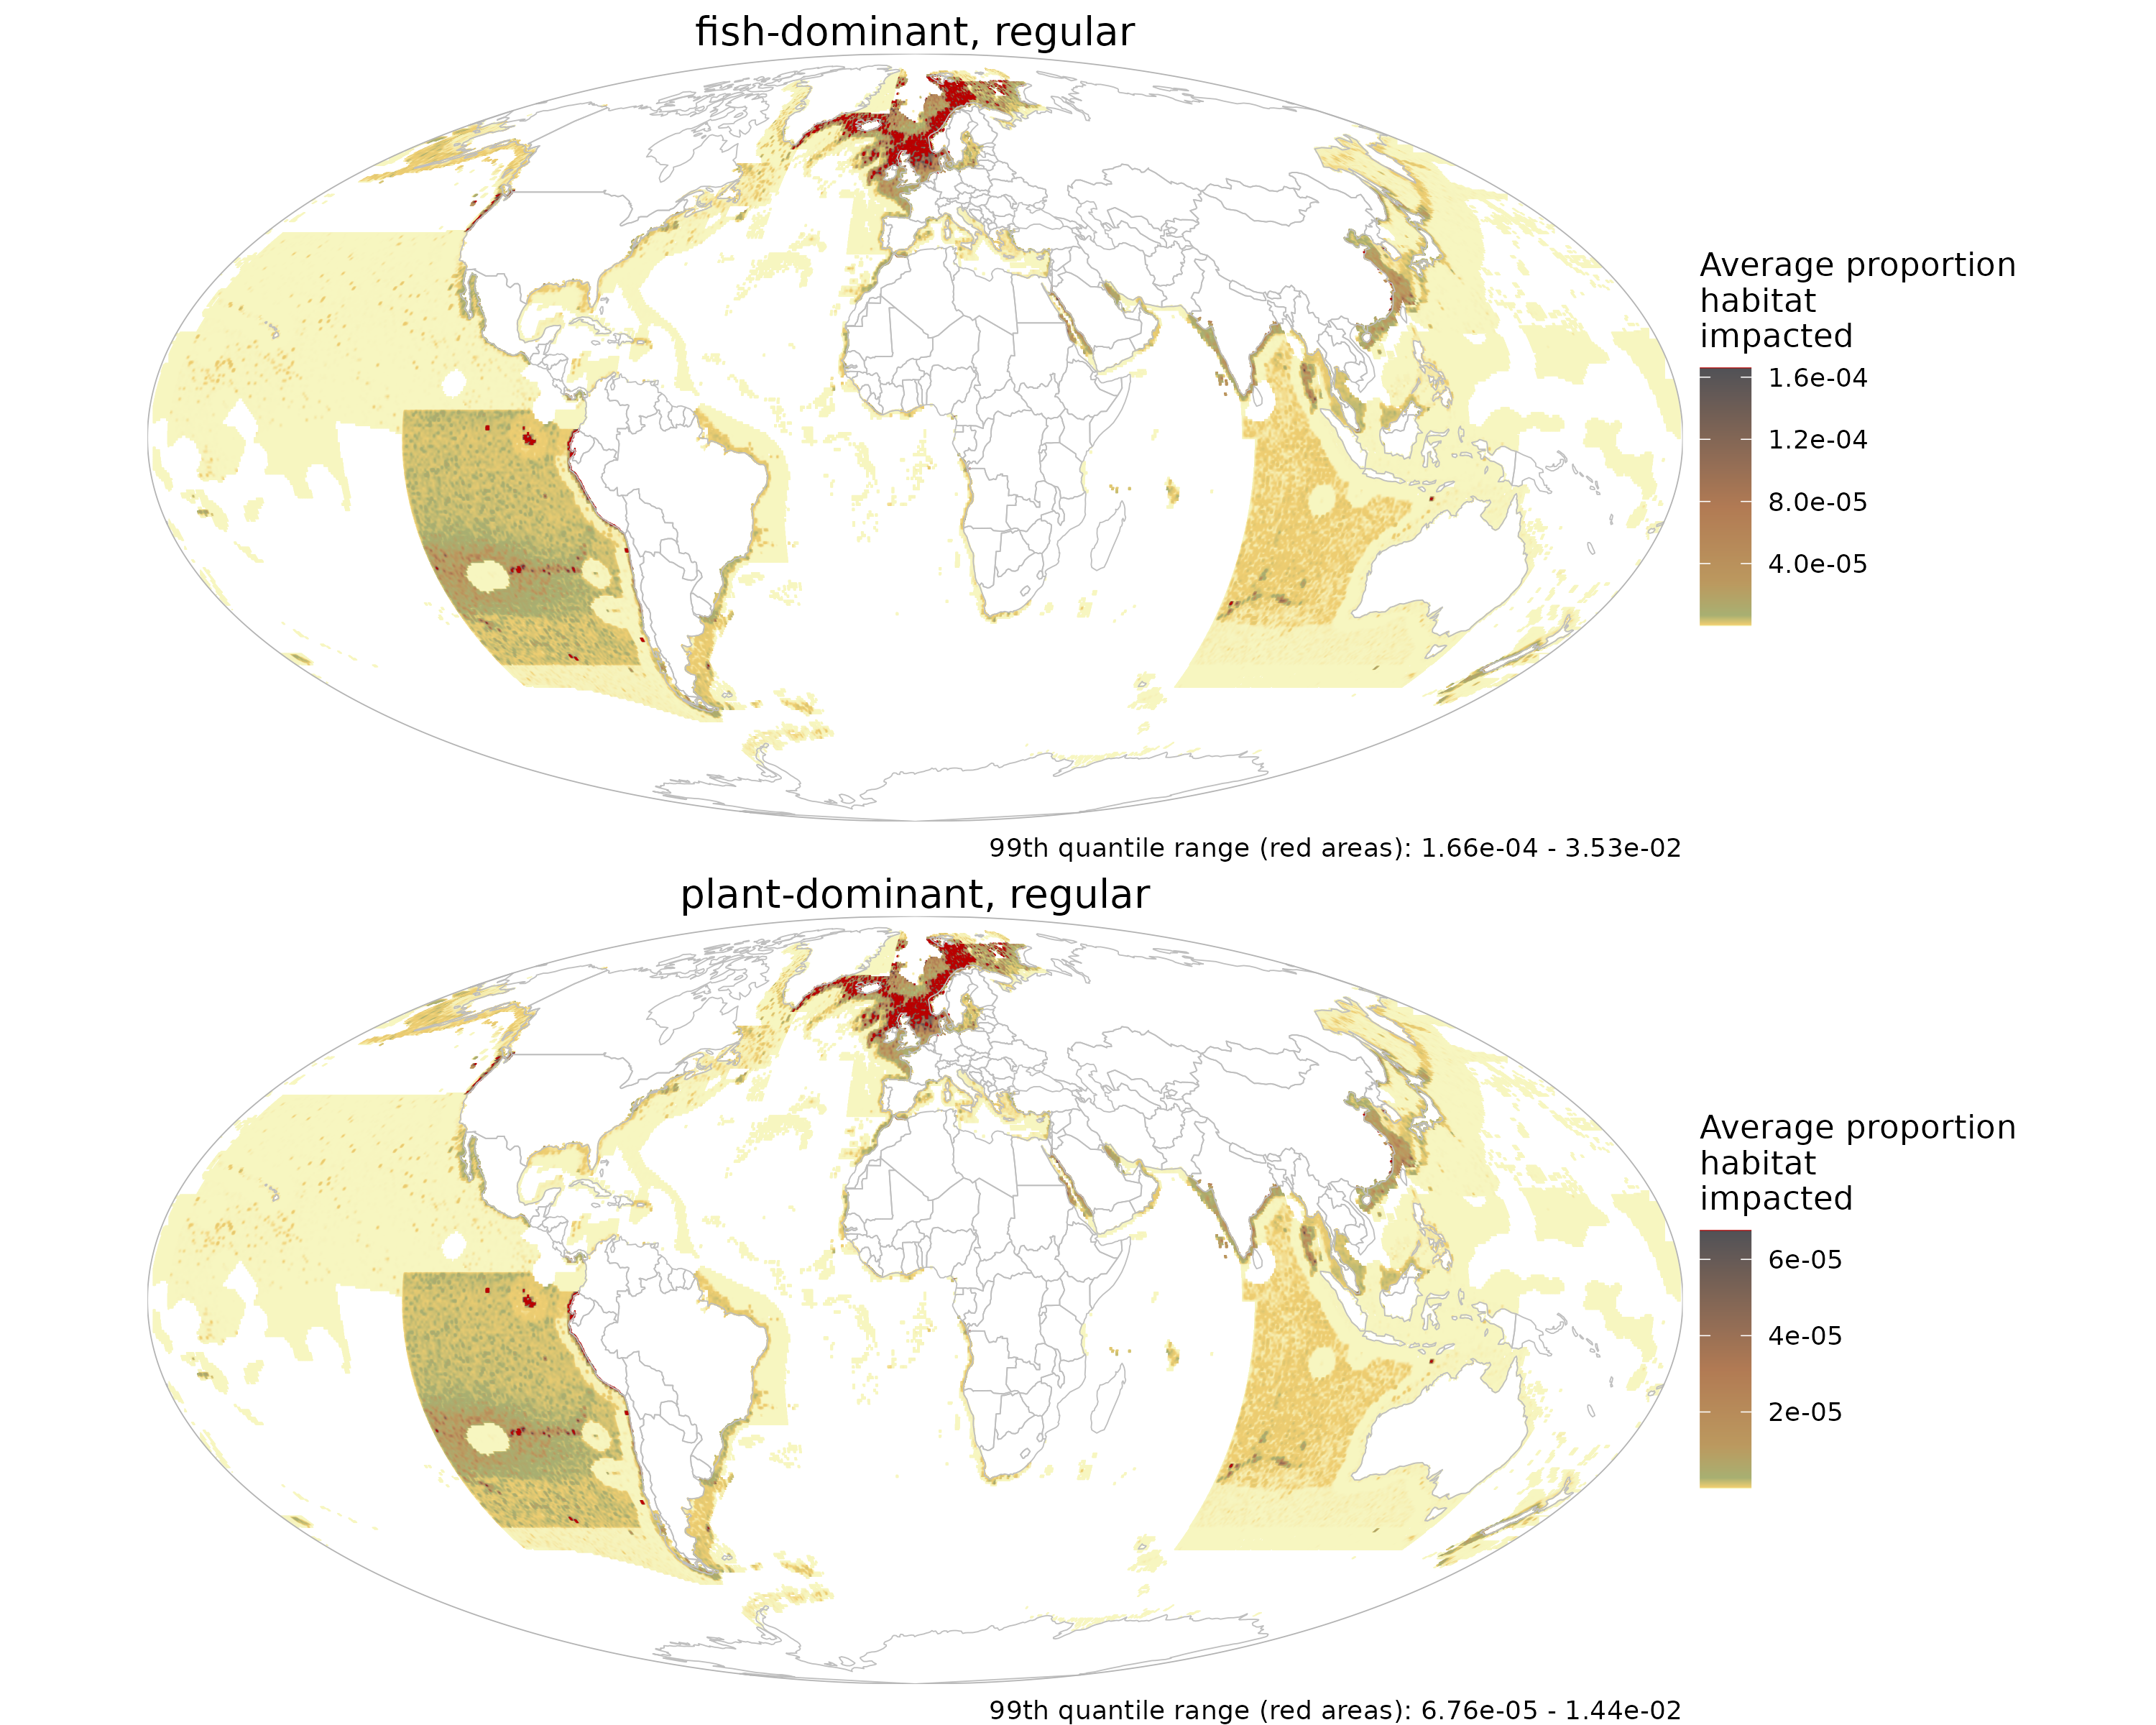 fish-dominant, regular
Average proportion
habitat
impacted
1.6e-04
1.2e-04
8.0e-05
4.0e-05
99th quantile range (red areas): 1.66e-04 - 3.53e-02
plant-dominant, regular
Average proportion
habitat
impacted
6e-05
4e-05
2e-05
99th quantile range (red areas): 6.76e-05 - 1.44e-02